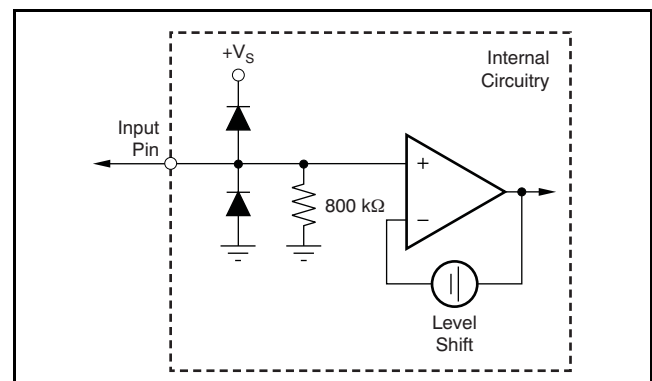 +VS
Internal
Circuitry
Input
Pin
+
800 kΩ
−
Level
Shift